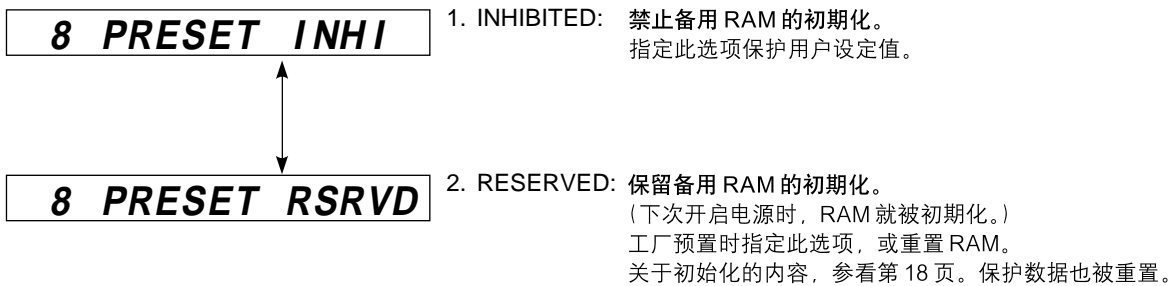 8 PRESET INHI
1. INHIBITED: 禁止备用 RAM 的初期化。
指定此选项保护用户设定值。
8 PRESET RSRVD
2. RESERVED: 保留备用 RAM 的初期化。
(下次开启电源时，RAM 就被初期化。)
工厂预置时指定此选项，或重置 RAM。
关于初始化的内容，参看第 18 页。保护数据也被重置。